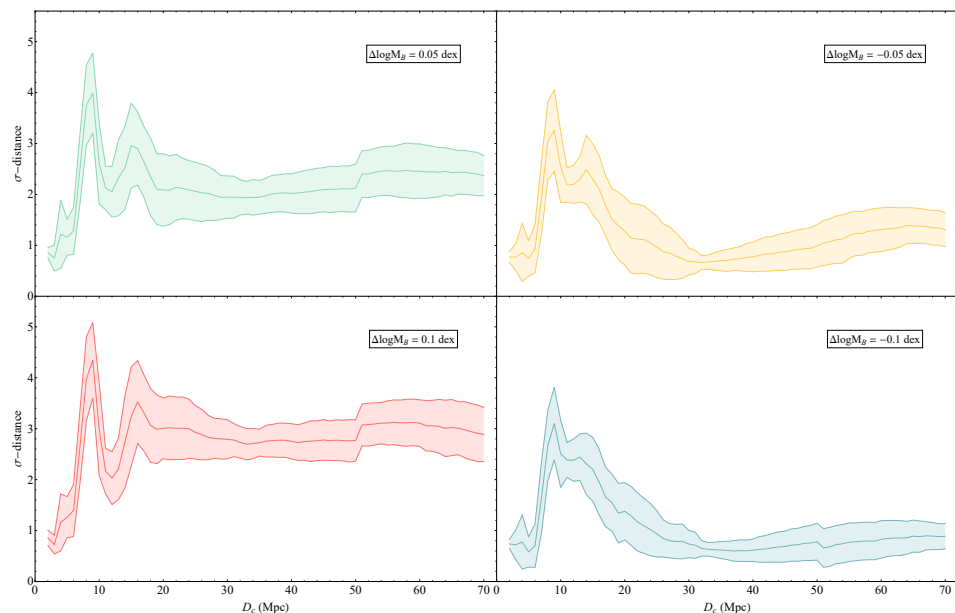 5
4
3
2
1
0
σ-distance
ΔlogM_B = 0.05 dex
ΔlogM_B = −0.05 dex
5
4
3
2
1
0
σ-distance
ΔlogM_B = 0.1 dex
ΔlogM_B = −0.1 dex
0 10 20 30 40 50 60 70
0 10 20 30 40 50 60 70
D_c (Mpc)
D_c (Mpc)